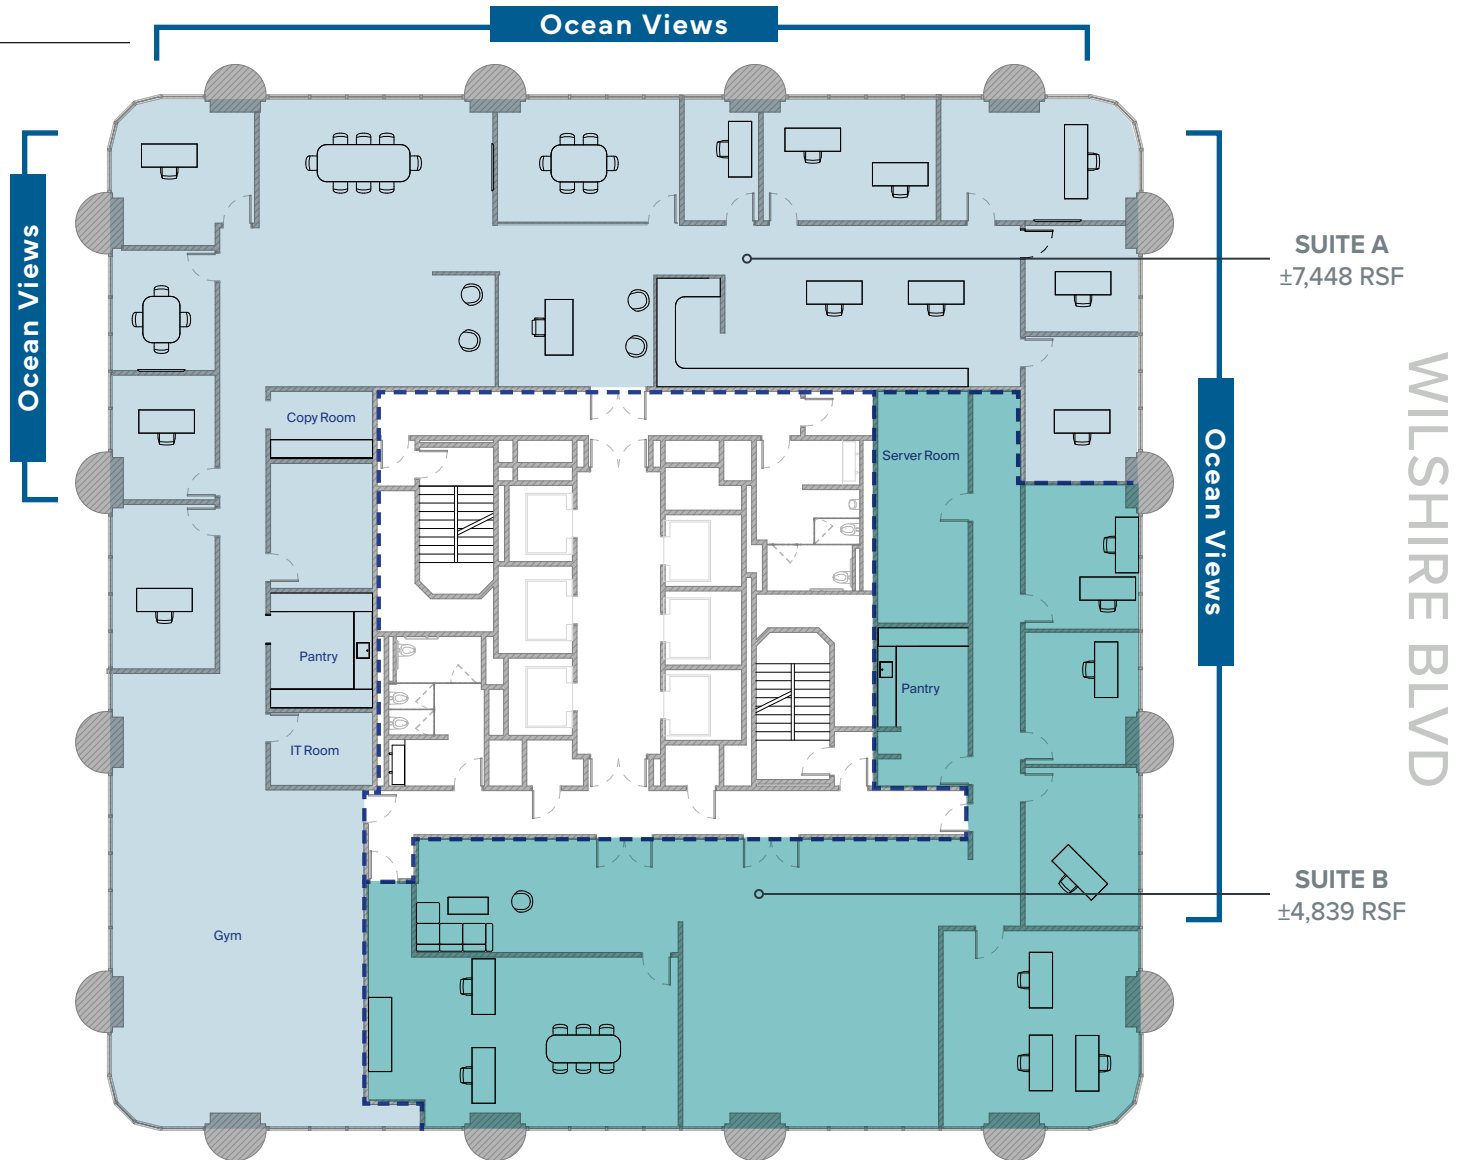 Ocean Views
Ocean Views
SUITE A
±7,448 RSF
WILSHIRE BLVD
Copy Room
Server Room
Ocean Views
Pantry
Pantry
IT Room
SUITE B
±4,839 RSF
Gym